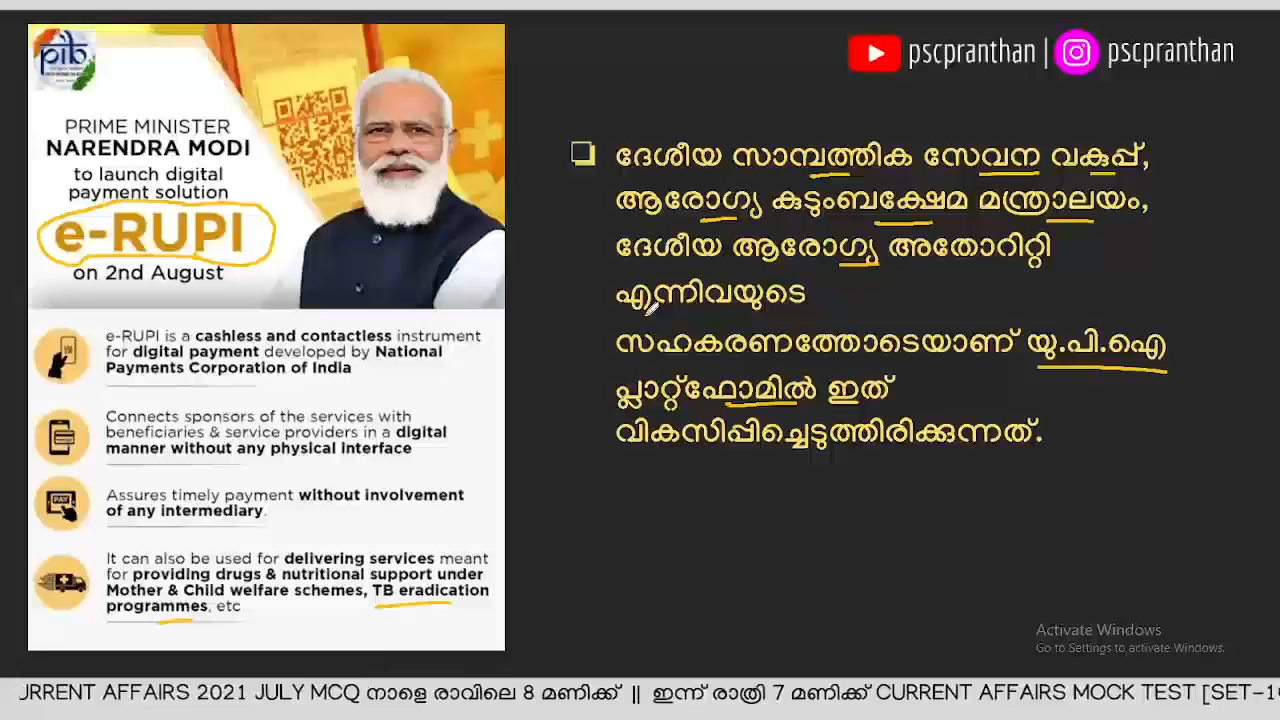 pib
PRIME MINISTER
NARENDRA MODI
to launch digital
payment solution
e-RUPI
on 2nd August
e-RUPI is a cashless and contactless instrument
for digital payment developed by National
Payments Corporation of India
Connects sponsors of the services with
beneficiaries & service providers in a digital
manner without any physical interface
PAY
Assures timely payment without involvement
of any intermediary.
It can also be used for delivering services meant
for providing drugs & nutritional support under
Mother & Child welfare schemes, TB eradication
programmes, etc
pscpranthan | pscpranthan
ദേശീയ സാമ്പത്തിക സേവന വകുപ്പ്,
ആരോഗ്യ കുടുംബക്ഷേമ മന്ത്രാലയം,
ദേശീയ ആരോഗ്യ അതോറിറ്റി
എന്നിവയുടെ
സഹകരണത്തോടെയാണ് യു.പി.ഐ
പ്ലാറ്റ്ഫോമിൽ ഇത്
വികസിപ്പിച്ചെടുത്തിരിക്കുന്നത്.
Activate Windows
Go to Settings to activate Windows.
URRENT AFFAIRS 2021 JULY MCQ നാളെ രാവിലെ 8 മണിക്ക് || ഇന്ന് രാത്രി 7 മണിക്ക് CURRENT AFFAIRS MOCK TEST [SET-1